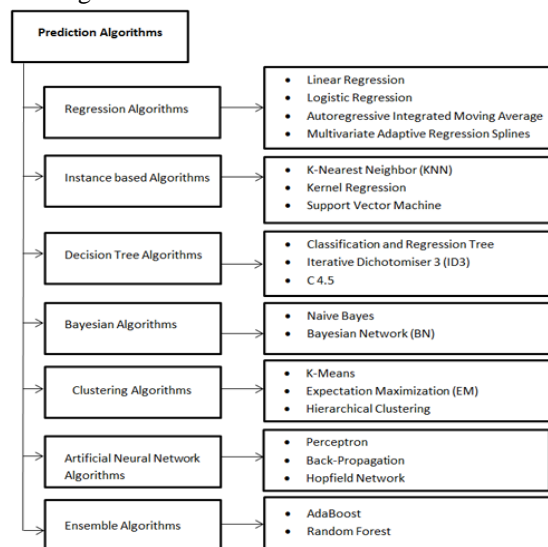 Prediction Algorithms
Regression Algorithms
• Linear Regression
• Logistic Regression
• Autoregressive Integrated Moving Average
• Multivariate Adaptive Regression Splines
Instance based Algorithms
• K-Nearest Neighbor (KNN)
• Kernel Regression
• Support Vector Machine
Decision Tree Algorithms
• Classification and Regression Tree
• Iterative Dichotomiser 3 (ID3)
• C 4.5
Bayesian Algorithms
• Naive Bayes
• Bayesian Network (BN)
Clustering Algorithms
• K-Means
• Expectation Maximization (EM)
• Hierarchical Clustering
Artificial Neural Network
Algorithms
• Perceptron
• Back-Propagation
• Hopfield Network
Ensemble Algorithms
• AdaBoost
• Random Forest